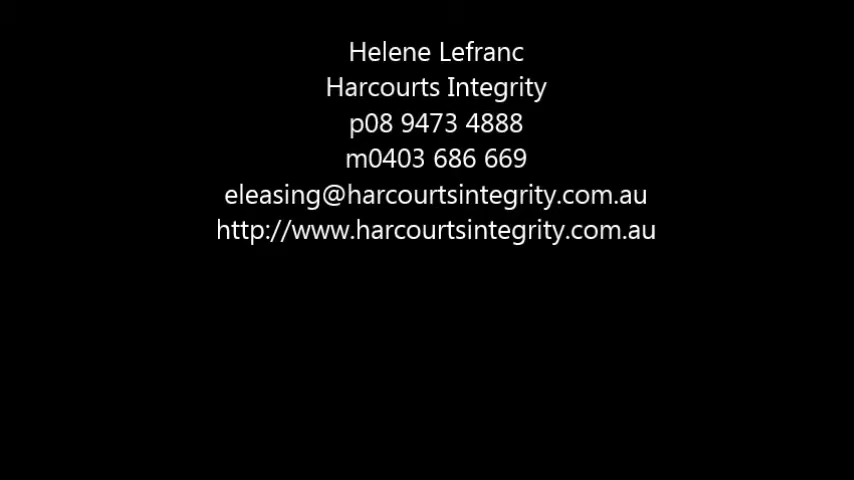 Helene Lefranc
Harcourts Integrity
p08 9473 4888
m0403 686 669
eleasing@harcourtsintegrity.com.au
http://www.harcourtsintegrity.com.au